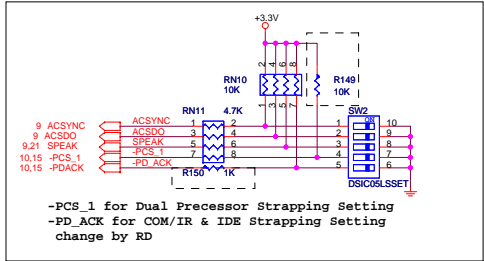 +3.3V
2 4 6 8
RN10
10K
R149
10K
1 3 5 7
RN11 4.7K
SW2
9 ACSYNC ACSYNC 1 2 1 ON 10
9 ACSDO ACSDO 3 4 2 9
9,21 SPEAK SPEAK 5 6 3 8
10,15 -PCS_1 -PCS_1 7 8 4 7
10,15 -PDACK -PD_ACK 5 6
R150 1K
DSIC05LSSET
-PCS_1 for Dual Precessor Strapping Setting
-PD_ACK for COM/IR & IDE Strapping Setting
change by RD